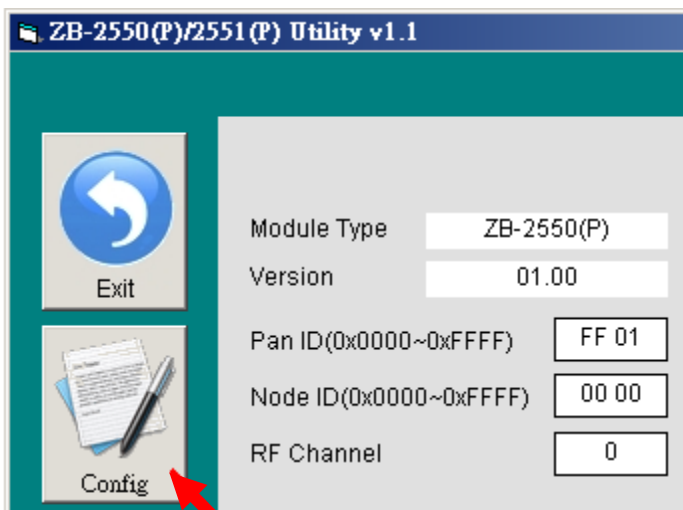 ZB-2550(P)/2551(P) Utility v1.1
Exit
Module Type ZB-2550(P)
Version 01.00
Pan ID(0x0000~0xFFFF) FF 01
Node ID(0x0000~0xFFFF) 00 00
RF Channel 0
Config